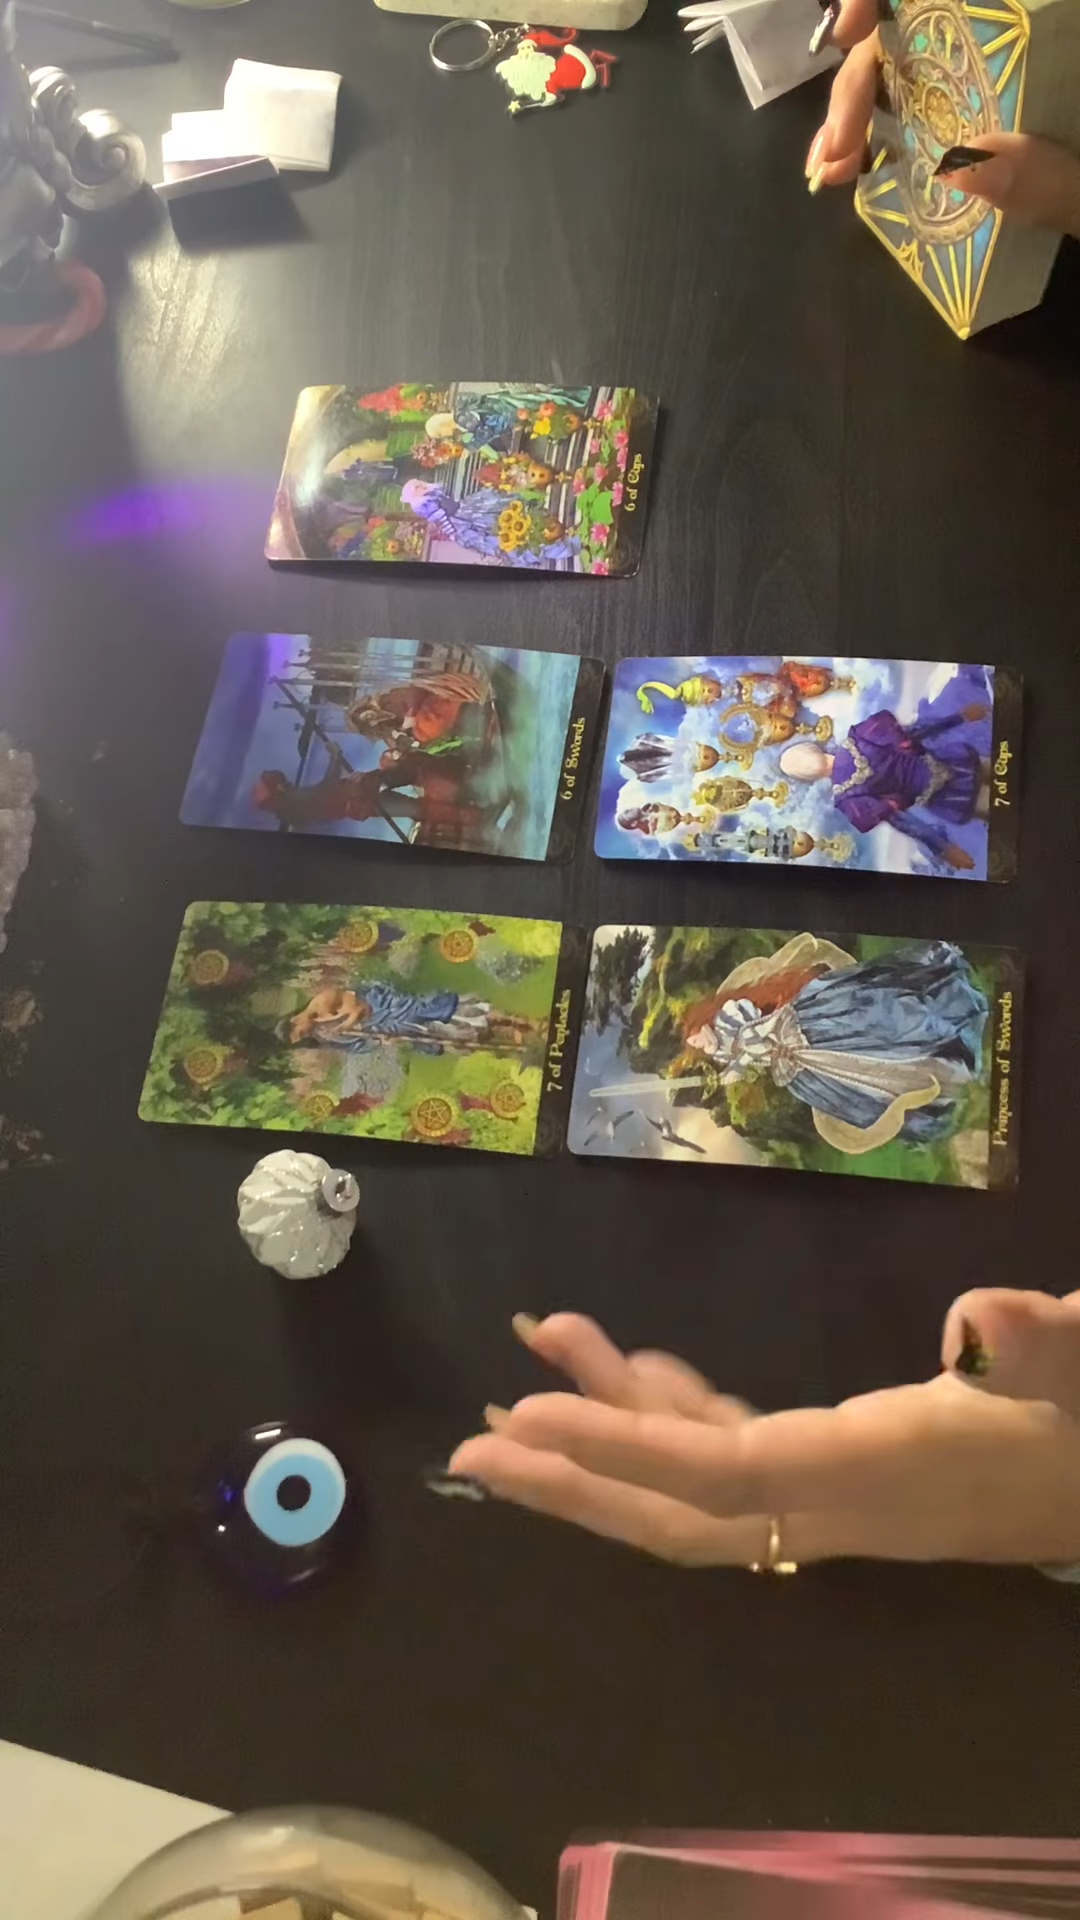 6 of Cups
6 of Swords
7 of Cups
7 of Pentacles
Princess of Swords